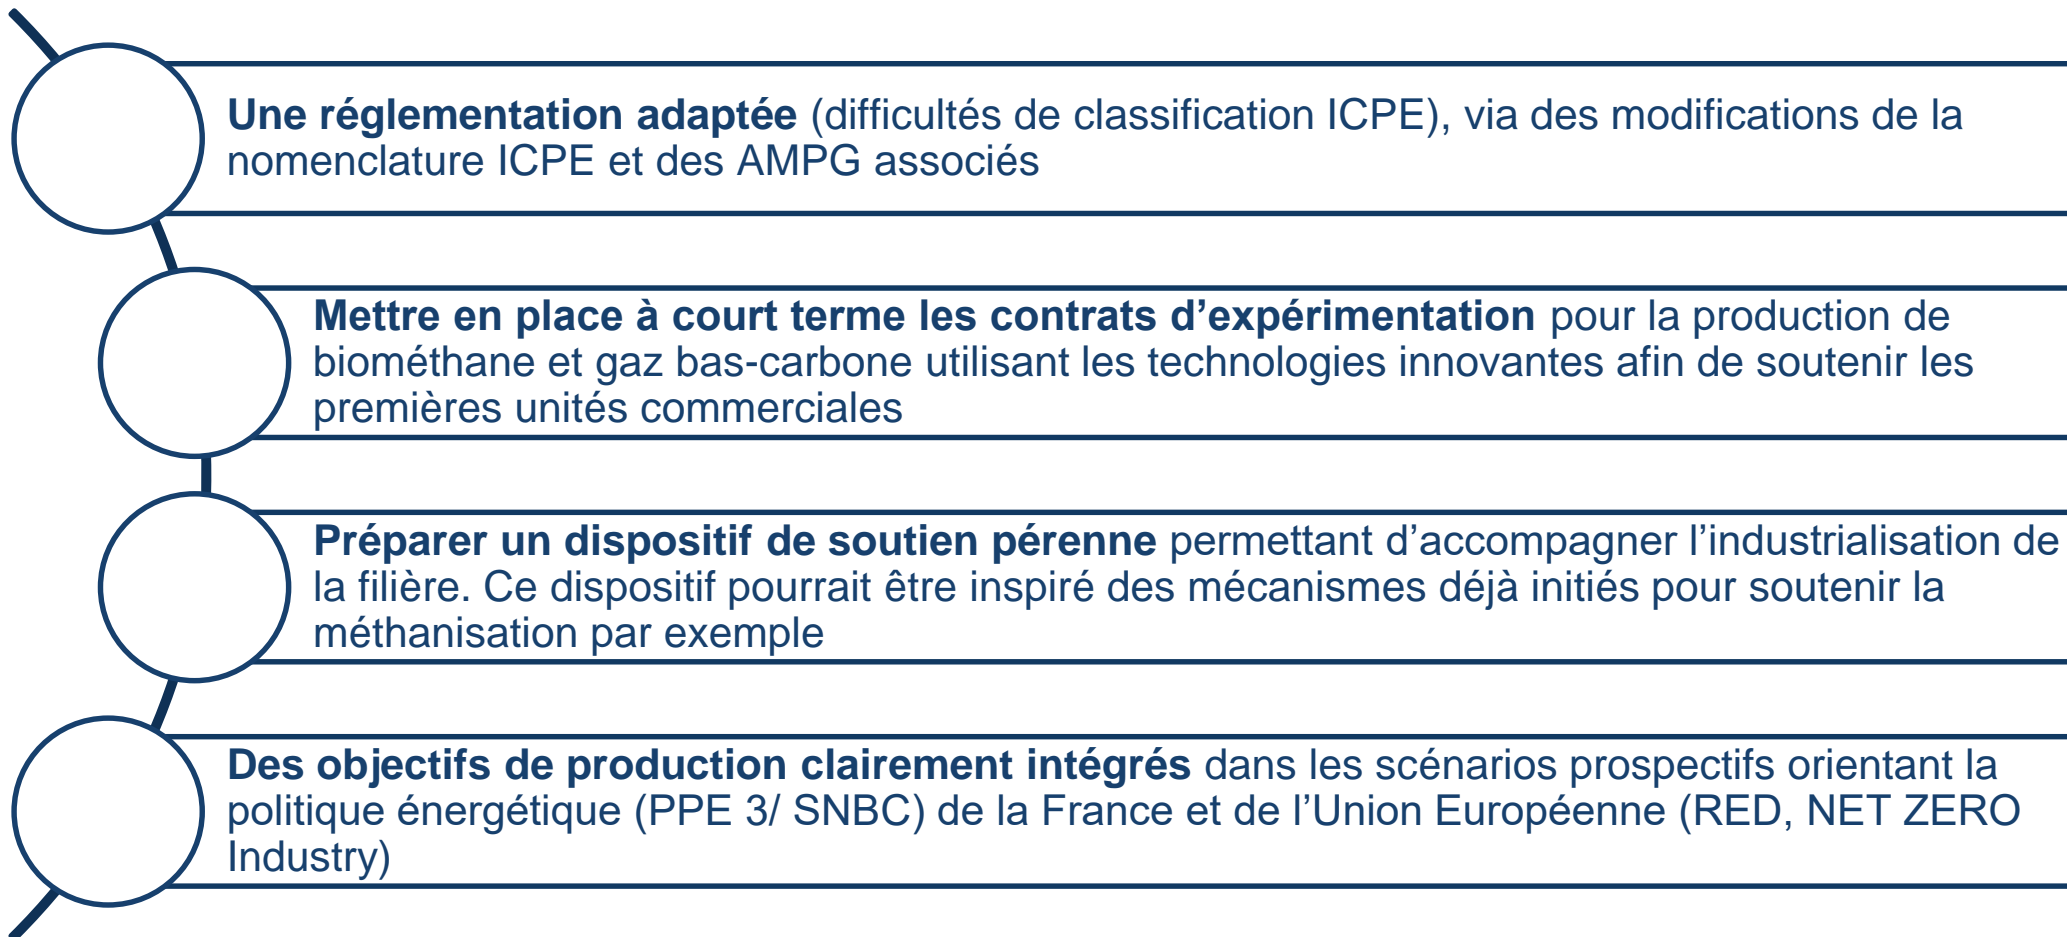 Une réglementation adaptée (difficultés de classification ICPE), via des modifications de la
nomenclature ICPE et des AMPG associés
Mettre en place à court terme les contrats d’expérimentation pour la production de
biométhane et gaz bas-carbone utilisant les technologies innovantes afin de soutenir les
premières unités commerciales
Préparer un dispositif de soutien pérenne permettant d’accompagner l’industrialisation de
la filière. Ce dispositif pourrait être inspiré des mécanismes déjà initiés pour soutenir la
méthanisation par exemple
Des objectifs de production clairement intégrés dans les scénarios prospectifs orientant la
politique énergétique (PPE 3/ SNBC) de la France et de l’Union Européenne (RED, NET ZERO
Industry)